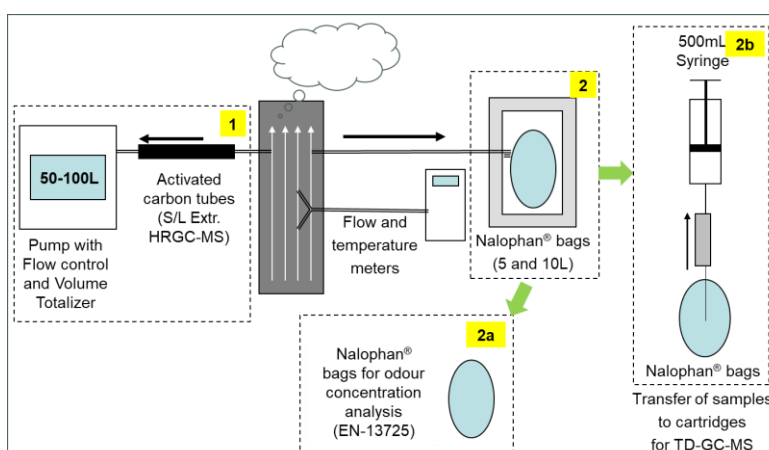 1
50-100L
Activated
carbon tubes
(S/L Extr.
HRGC-MS)
Pump with
Flow control
and Volume
Totalizer
Flow and
temperature
meters
2
Nalophan® bags
(5 and 10L)
2a
Nalophan®
bags for odour
concentration
analysis
(EN-13725)
2b
500mL
Syringe
Nalophan® bags
Transfer of samples
to cartridges
for TD-GC-MS